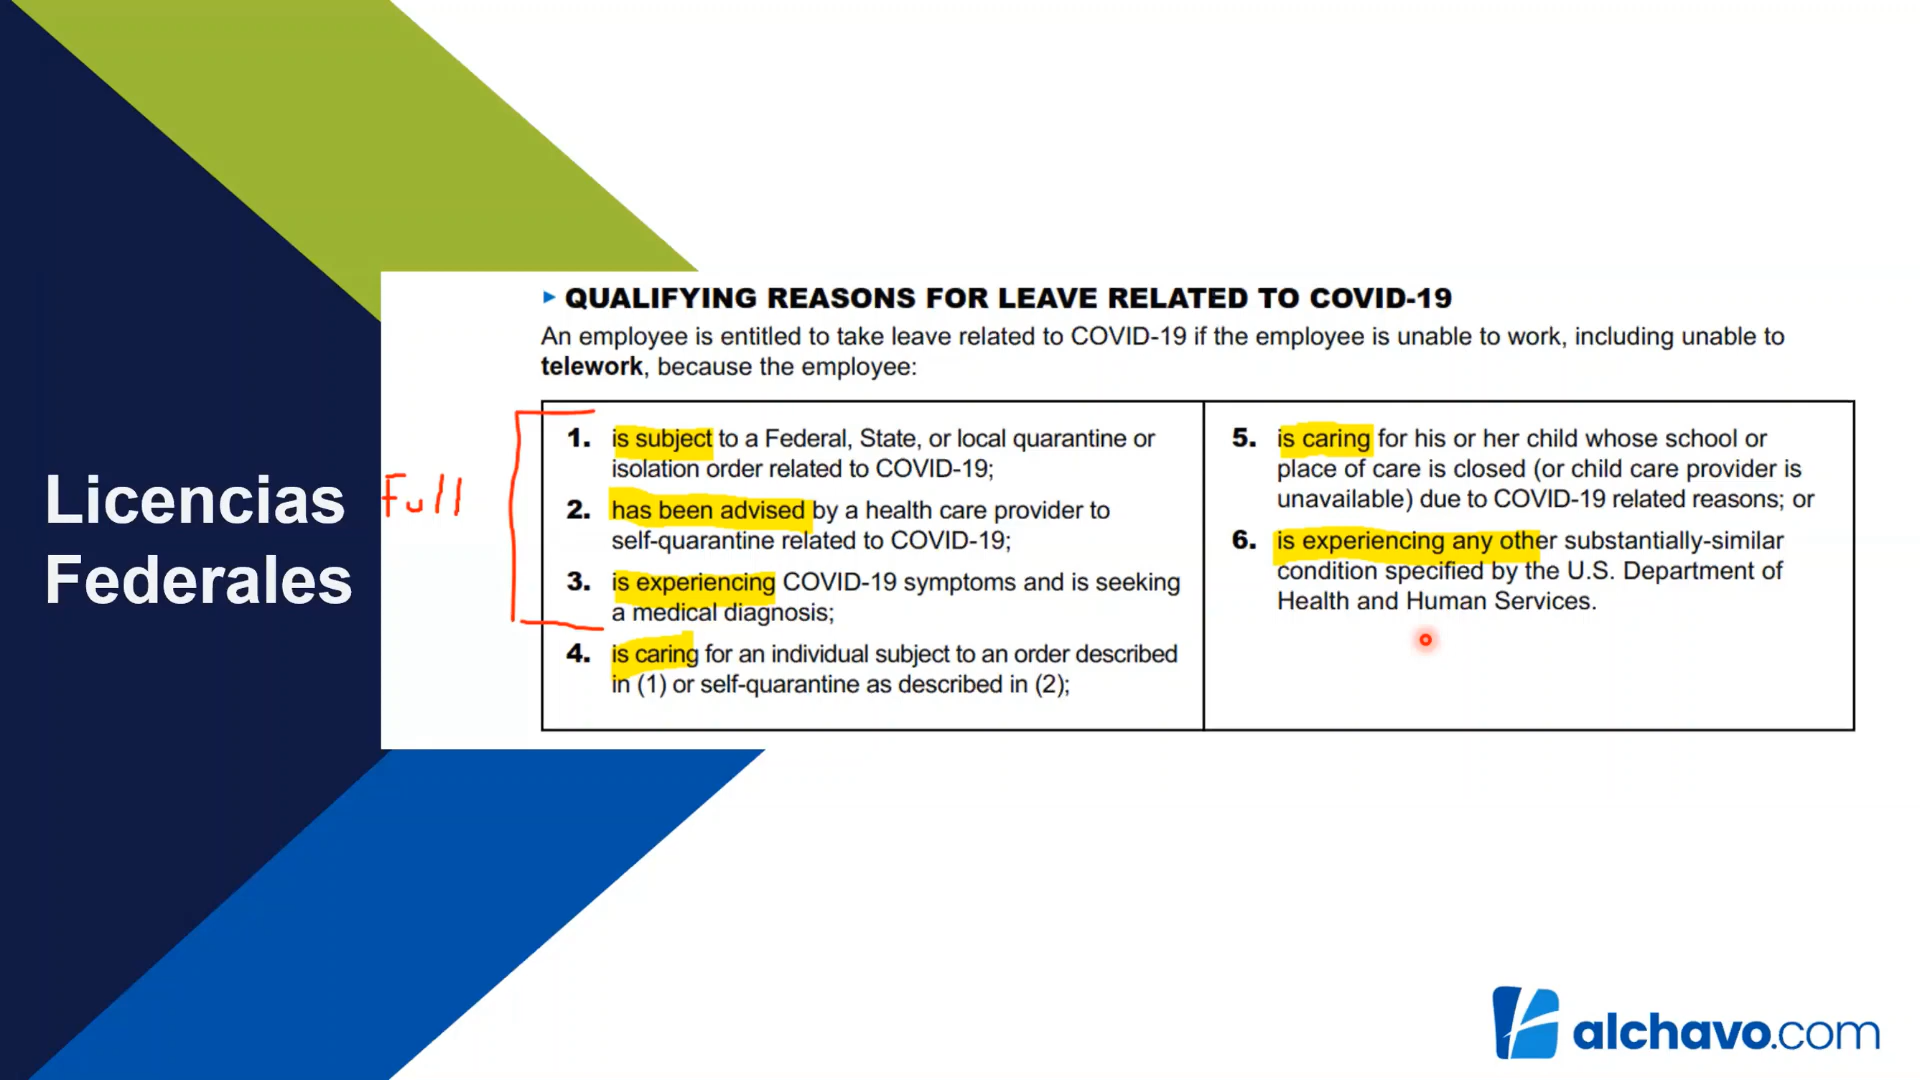 Licencias
Federales
Full
QUALIFYING REASONS FOR LEAVE RELATED TO COVID-19
An employee is entitled to take leave related to COVID-19 if the employee is unable to work, including unable to
telework, because the employee:
1. is subject to a Federal, State, or local quarantine or
isolation order related to COVID-19;
2. has been advised by a health care provider to
self-quarantine related to COVID-19;
3. is experiencing COVID-19 symptoms and is seeking
a medical diagnosis;
4. is caring for an individual subject to an order described
in (1) or self-quarantine as described in (2);
5. is caring for his or her child whose school or
place of care is closed (or child care provider is
unavailable) due to COVID-19 related reasons; or
6. is experiencing any other substantially-similar
condition specified by the U.S. Department of
Health and Human Services.
alchavo.com